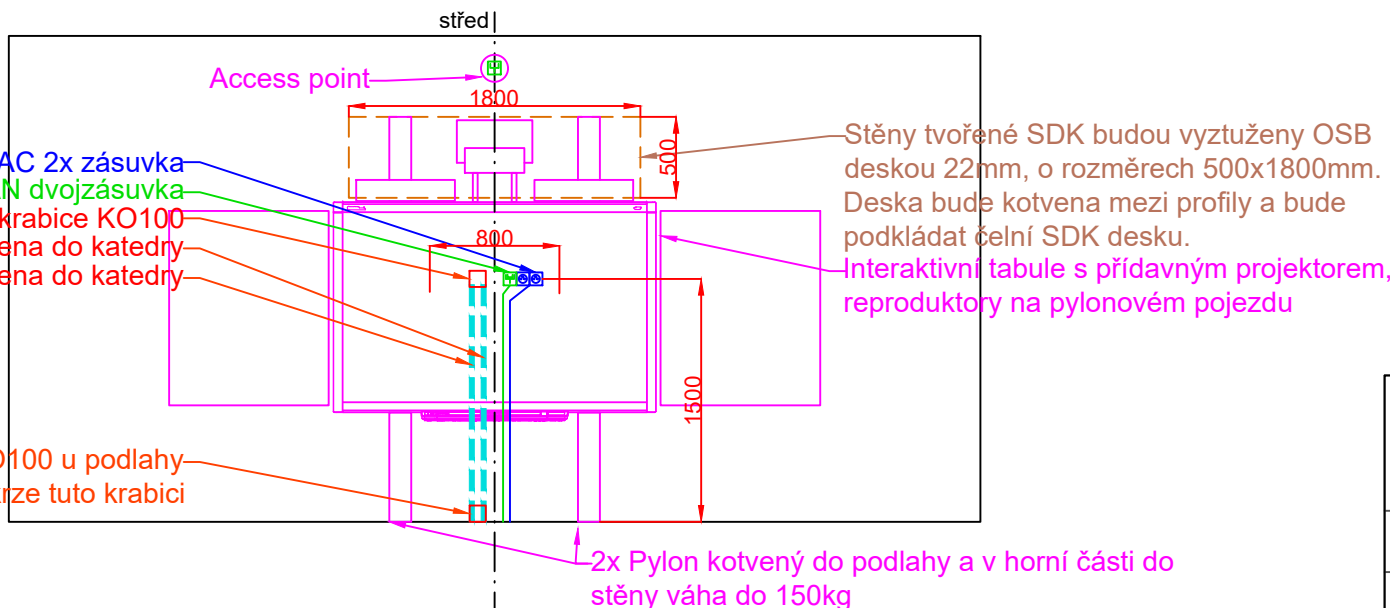 střed
Access point
1800
500
Stěny tvořené SDK budou vyztuženy OSB
deskou 22mm, o rozměrech 500x1800mm.
Deska bude kotvena mezi profily a bude
podkládat čelní SDK desku.
AC 2x zásuvka
N dvojzásuvka
krabice KO100
ena do katedry
ena do katedry
800
Interaktivní tabule s přídavným projektorem,
reproduktory na pylonovém pojezdu
1500
O100 u podlahy
rze tuto krabici
2x Pylon kotvený do podlahy a v horní části do
stěny váha do 150kg